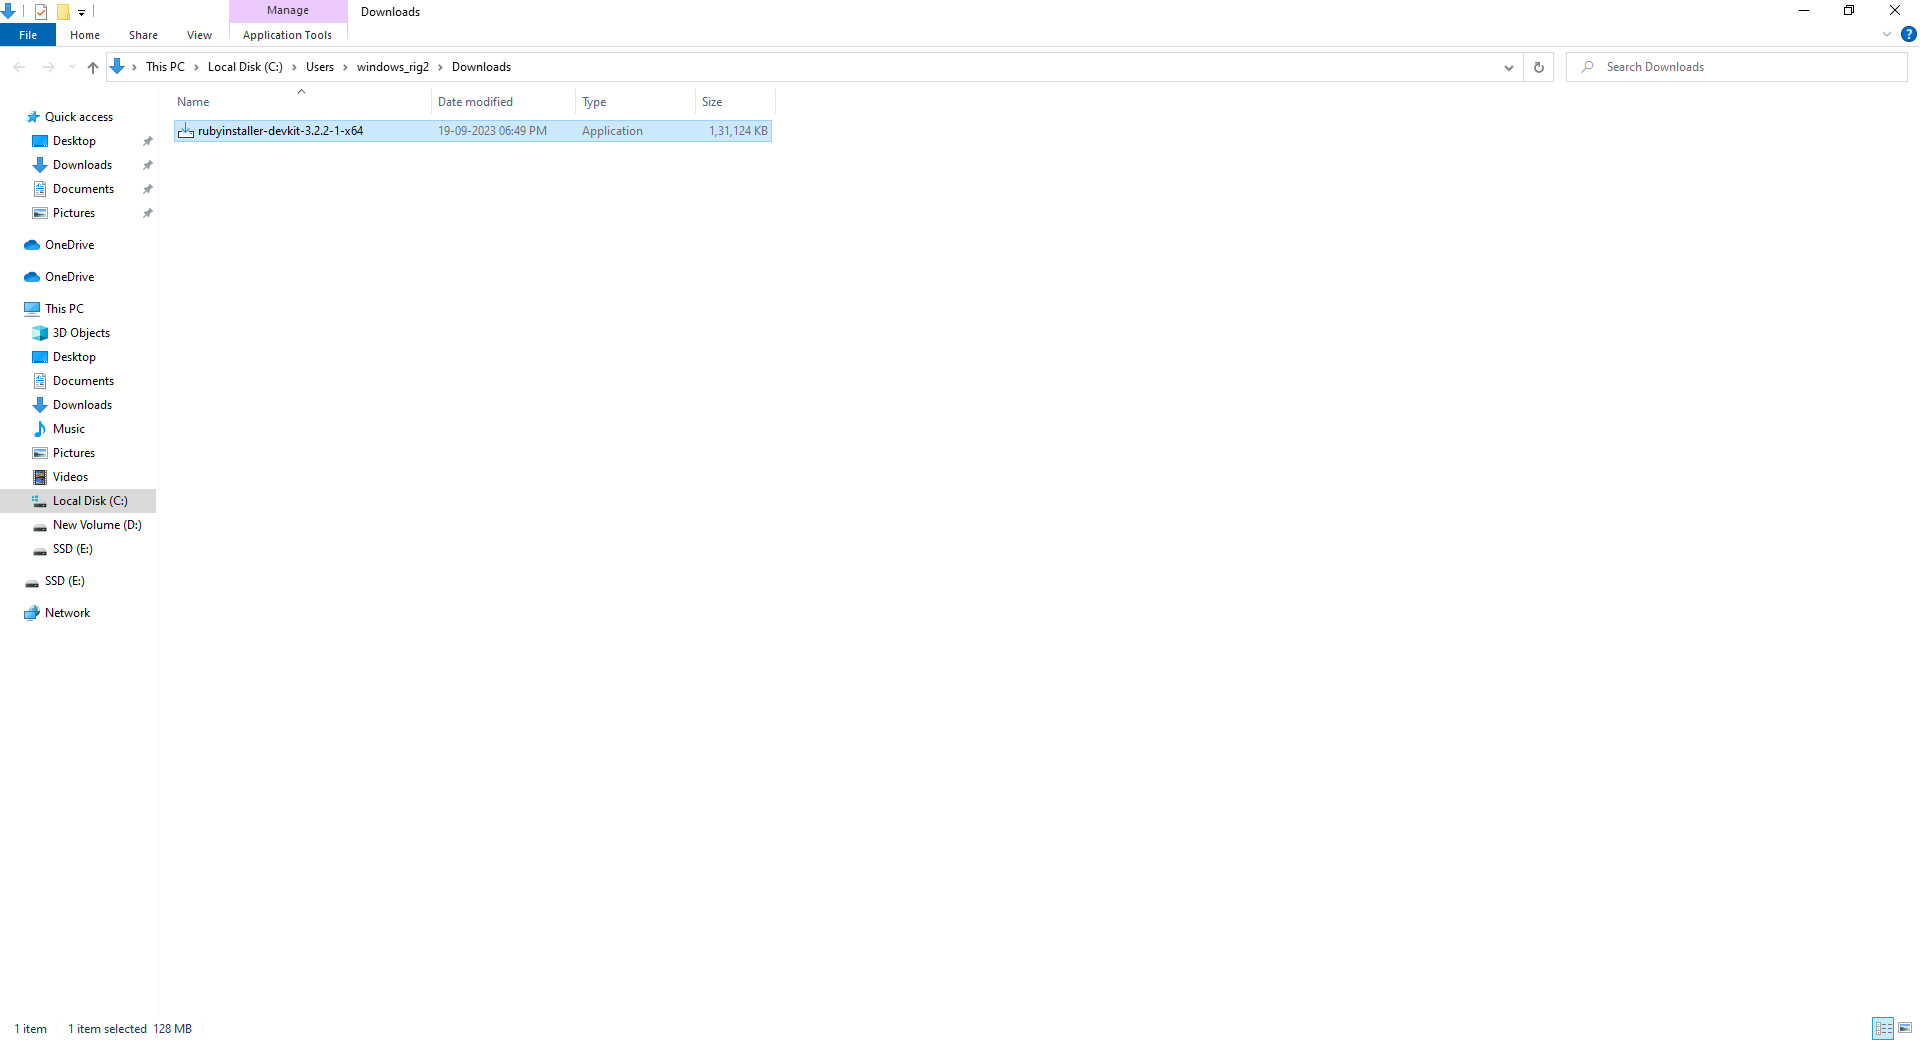 Manage
Downloads
File
Home
Share
View
Application Tools
This PC
Local Disk (C:)
Users
windows_rig2
Downloads
Search Downloads
Name
Date modified
Type
Size
rubyinstaller-devkit-3.2.2-1-x64
19-09-2023 06:49 PM
Application
1,31,124 KB
Quick access
Desktop
Downloads
Documents
Pictures
OneDrive
OneDrive
This PC
3D Objects
Desktop
Documents
Downloads
Music
Pictures
Videos
Local Disk (C:)
New Volume (D:)
SSD (E:)
SSD (E:)
Network
1 item
1 item selected 128 MB